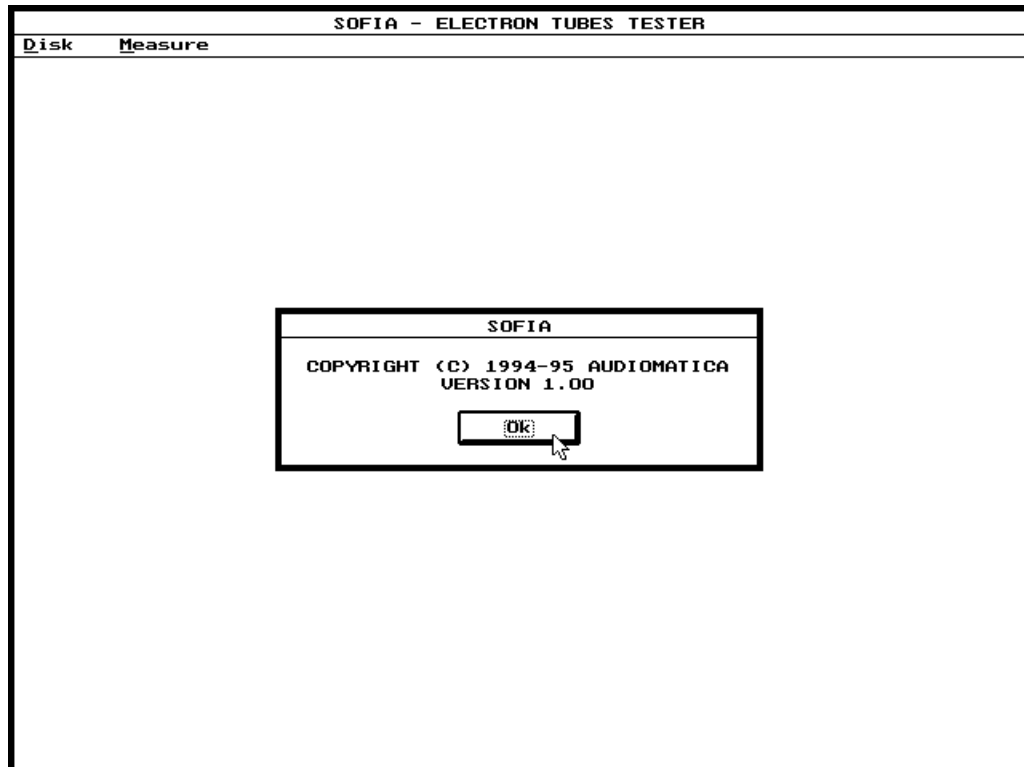 SOFIA - ELECTRON TUBES TESTER
Disk Measure
SOFIA
COPYRIGHT (C) 1994-95 AUDIOMATICA
VERSION 1.00
Ok